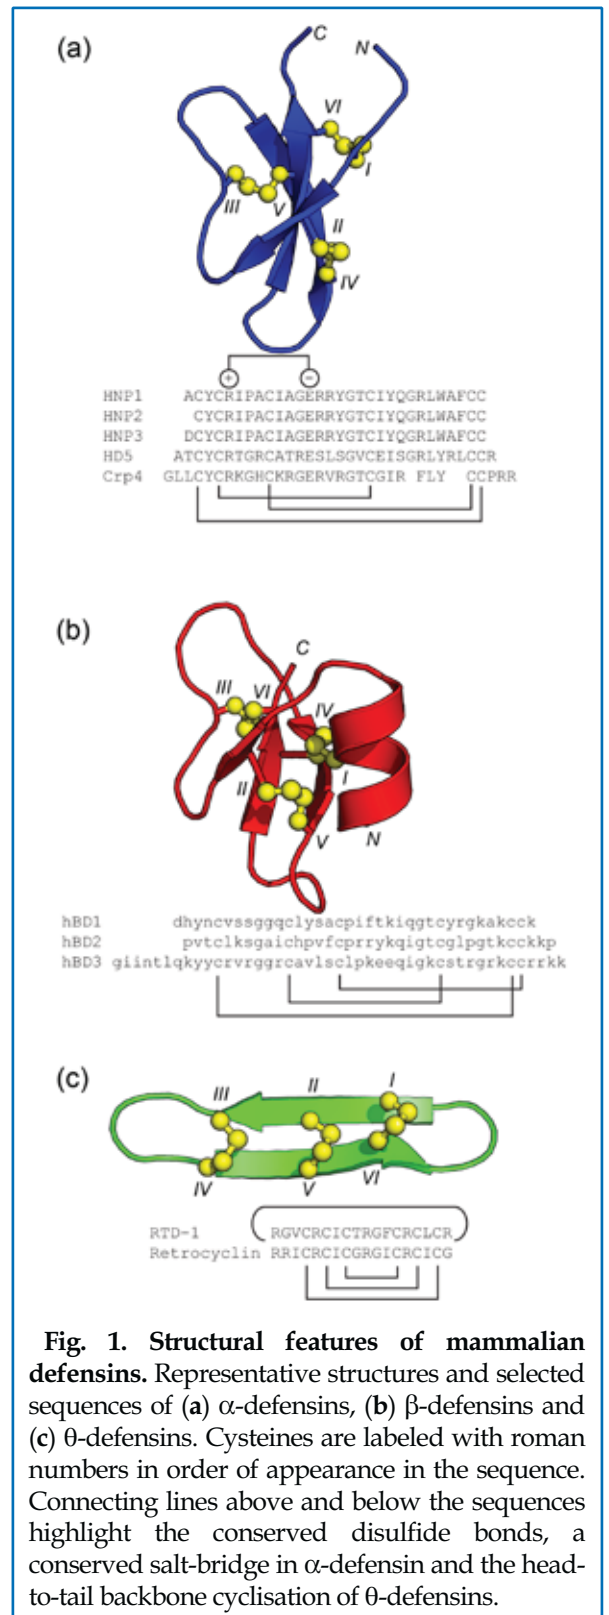 (a)
C
N
VI
I
III
V
II
IV
+
−
HNP1 ACYCRIPACIAGERRYGTCIYQGRLWAFCC
HNP2 CYCRIPACIAGERRYGTCIYQGRLWAFCC
HNP3 DCYCRIPACIAGERRYGTCIYQGRLWAFCC
HD5 ATCYCRTGRCATRESLSGVCEISGRLYRLCCR
Crp4 GLLCYCRKGHCKRGERVRGTCGIR FLY CCPRR
(b)
C
III
VI
IV
II
I
V
N
hBD1 dhyncvssggqclysacpiftkiqgtcyrgkakcck
hBD2 pvtclksgaichpvfcprrykqigtcglpgtkcckkp
hBD3 giintlqkyycrvrggrcavlsclpkeeqigkcstrgrkccrrkk
(c)
III
II
I
IV
V
VI
RTD-1 RGVCRCICTRGFCRCLCR
Retrocyclin RRICRCICGRGICRCICG
Fig. 1. Structural features of mammalian
defensins. Representative structures and selected
sequences of (a) α-defensins, (b) β-defensins and
(c) θ-defensins. Cysteines are labeled with roman
numbers in order of appearance in the sequence.
Connecting lines above and below the sequences
highlight the conserved disulfide bonds, a
conserved salt-bridge in α-defensin and the head-
to-tail backbone cyclisation of θ-defensins.